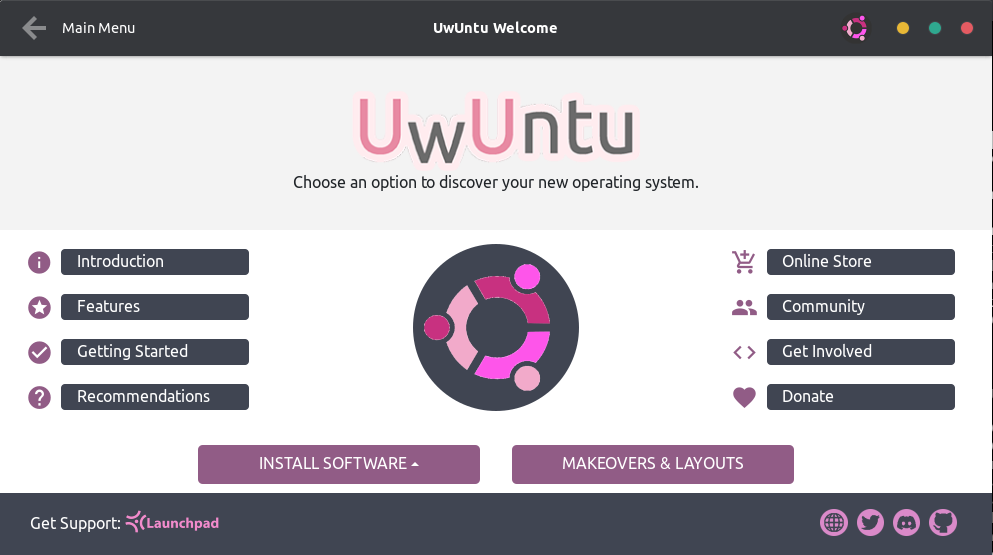 Main Menu
UwUntu Welcome
UwUntu
Choose an option to discover your new operating system.
Introduction
Features
Getting Started
Recommendations
Online Store
Community
Get Involved
Donate
INSTALL SOFTWARE
MAKEOVERS & LAYOUTS
Get Support: Launchpad